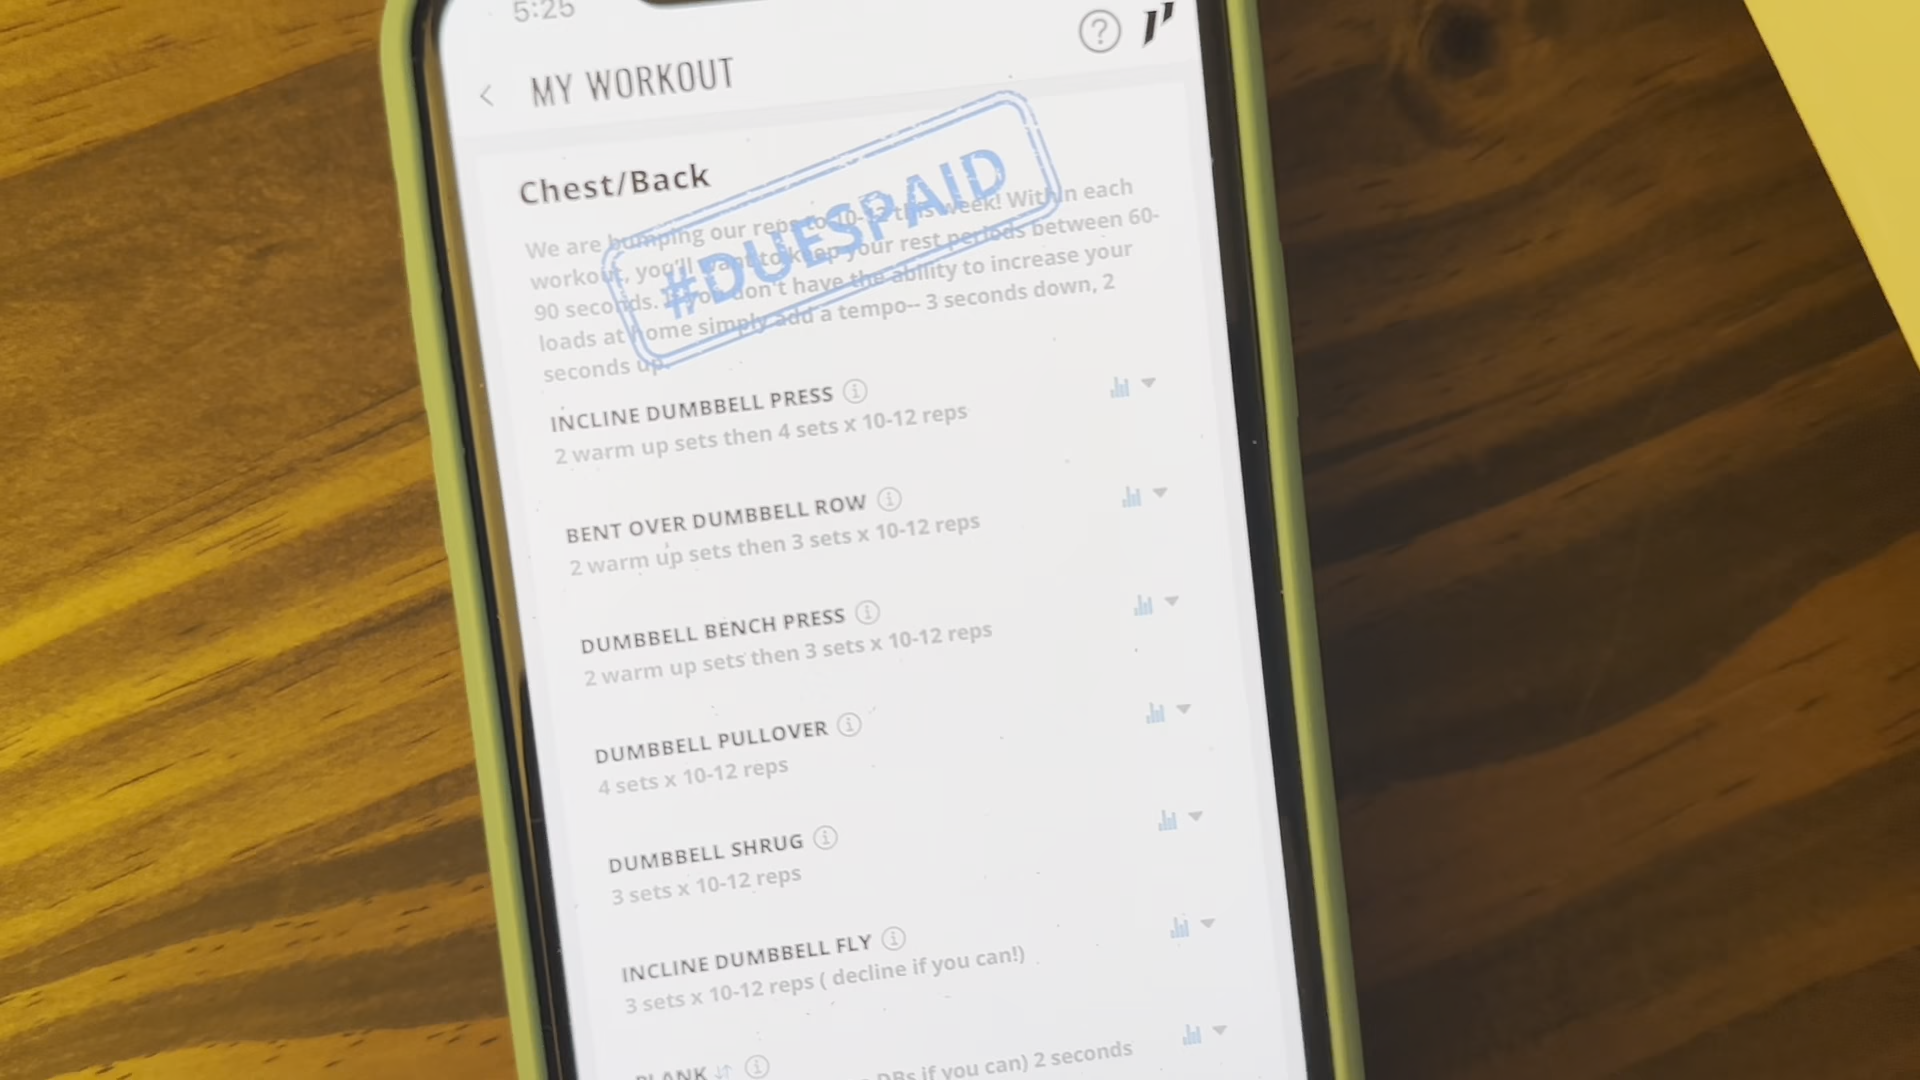 5:25
MY WORKOUT
Chest/Back
#DUESPAID
We are bumping our reps to 10-12 this week! Within each
workout, you'll want to keep your rest periods between 60-
90 seconds. If you don't have the ability to increase your
loads at home simply add a tempo-- 3 seconds down, 2
seconds up.
INCLINE DUMBBELL PRESS
2 warm up sets then 4 sets x 10-12 reps
BENT OVER DUMBBELL ROW
2 warm up sets then 3 sets x 10-12 reps
DUMBBELL BENCH PRESS
2 warm up sets then 3 sets x 10-12 reps
DUMBBELL PULLOVER
4 sets x 10-12 reps
DUMBBELL SHRUG
3 sets x 10-12 reps
INCLINE DUMBBELL FLY
3 sets x 10-12 reps ( decline if you can!)
PLANK
DBs if you can) 2 seconds